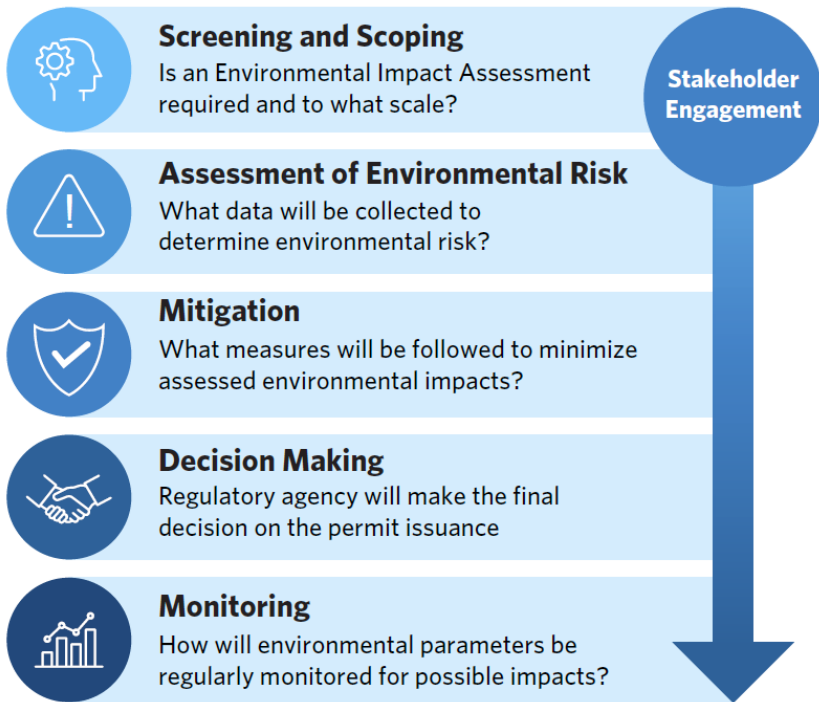 Screening and Scoping
Is an Environmental Impact Assessment
required and to what scale?
Stakeholder
Engagement
Assessment of Environmental Risk
What data will be collected to
determine environmental risk?
Mitigation
What measures will be followed to minimize
assessed environmental impacts?
Decision Making
Regulatory agency will make the final
decision on the permit issuance
Monitoring
How will environmental parameters be
regularly monitored for possible impacts?